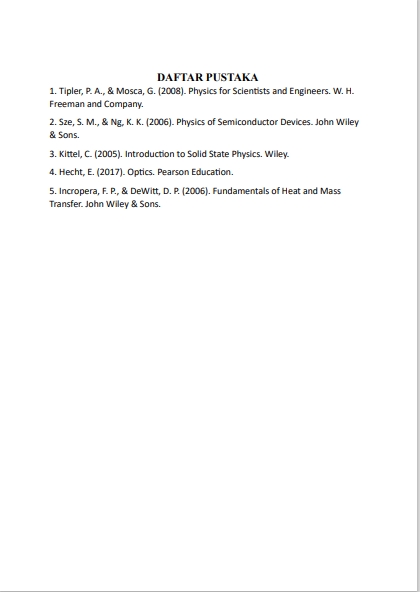 DAFTAR PUSTAKA
1. Tipler, P. A., & Mosca, G. (2008). Physics for Scientists and Engineers. W. H.
Freeman and Company.
2. Sze, S. M., & Ng, K. K. (2006). Physics of Semiconductor Devices. John Wiley
& Sons.
3. Kittel, C. (2005). Introduction to Solid State Physics. Wiley.
4. Hecht, E. (2017). Optics. Pearson Education.
5. Incropera, F. P., & DeWitt, D. P. (2006). Fundamentals of Heat and Mass
Transfer. John Wiley & Sons.